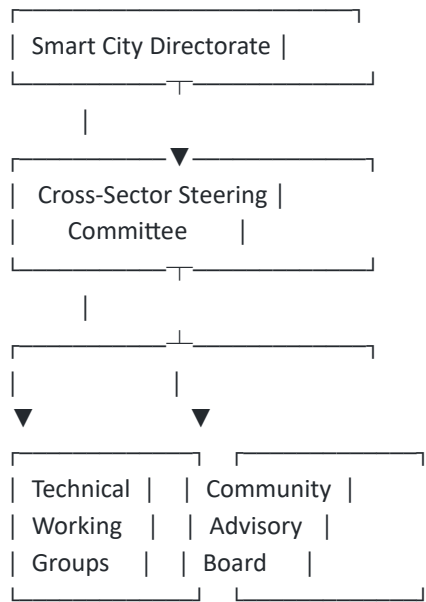 Smart City Directorate
Cross-Sector Steering
Committee
Technical
Working
Groups
Community
Advisory
Board